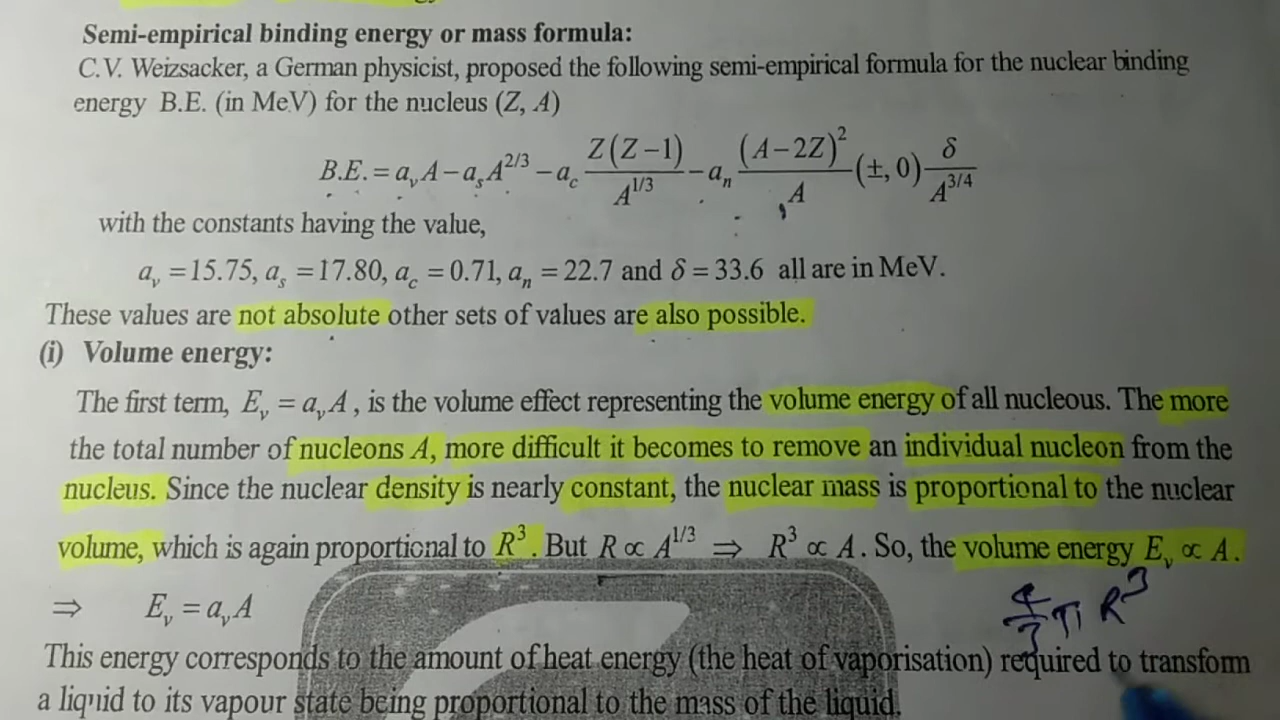 Semi-empirical binding energy or mass formula:
C.V. Weizsacker, a German physicist, proposed the following semi-empirical formula for the nuclear binding
energy B.E. (in MeV) for the nucleus (Z, A)
B.E. = a_v A − a_s A^{2/3} − a_c \frac{Z(Z−1)}{A^{1/3}} − a_n \frac{(A−2Z)^2}{A} (±, 0) \frac{δ}{A^{3/4}}
with the constants having the value,
a_v = 15.75, a_s = 17.80, a_c = 0.71, a_n = 22.7 and δ = 33.6 all are in MeV.
These values are not absolute other sets of values are also possible.
(i) Volume energy:
The first term, E_v = a_v A, is the volume effect representing the volume energy of all nucleous. The more
the total number of nucleons A, more difficult it becomes to remove an individual nucleon from the
nucleus. Since the nuclear density is nearly constant, the nuclear mass is proportional to the nuclear
volume, which is again proportional to R^3. But R ∝ A^{1/3} ⇒ R^3 ∝ A. So, the volume energy E_v ∝ A.
⇒ E_v = a_v A
\frac{4}{3} π R^3
This energy corresponds to the amount of heat energy (the heat of vaporisation) required to transform
a liquid to its vapour state being proportional to the mass of the liquid.